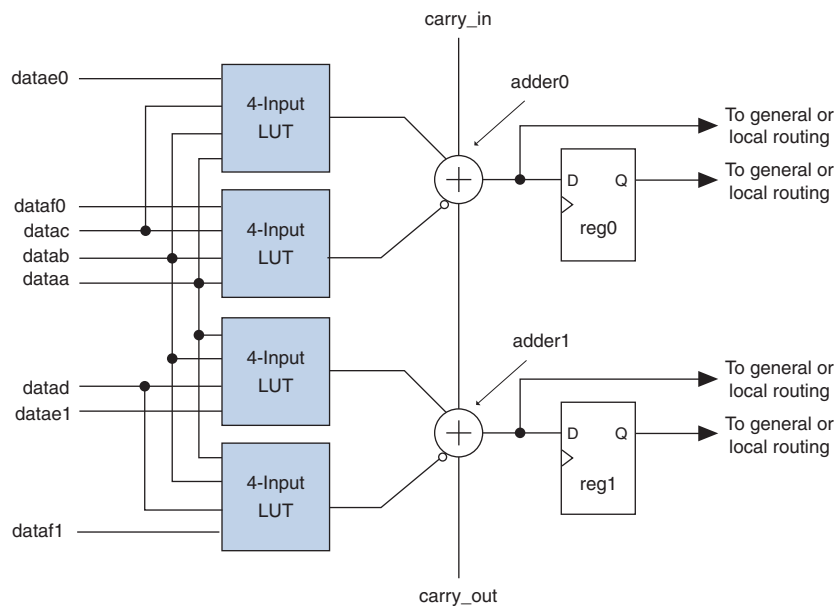 carry_in
datae0
adder0
4-Input
LUT
To general or
local routing
To general or
local routing
D
Q
reg0
dataf0
datac
datab
dataa
4-Input
LUT
4-Input
LUT
adder1
datad
datae1
To general or
local routing
To general or
local routing
D
Q
reg1
4-Input
LUT
dataf1
carry_out